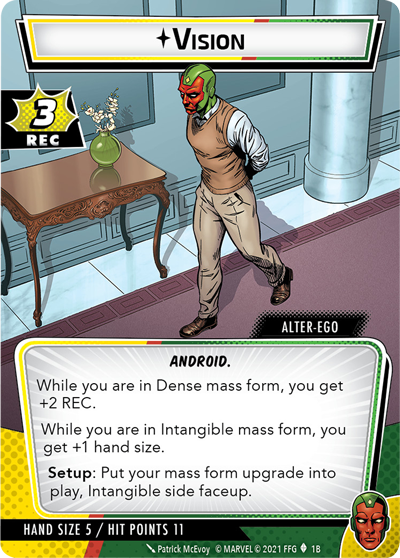 Vision
3
REC
ALTER-EGO
ANDROID.
While you are in Dense mass form, you get
+2 REC.
While you are in Intangible mass form, you
get +1 hand size.
Setup: Put your mass form upgrade into
play, Intangible side faceup.
HAND SIZE 5 / HIT POINTS 11
Patrick McEvoy © MARVEL © 2021 FFG 1B